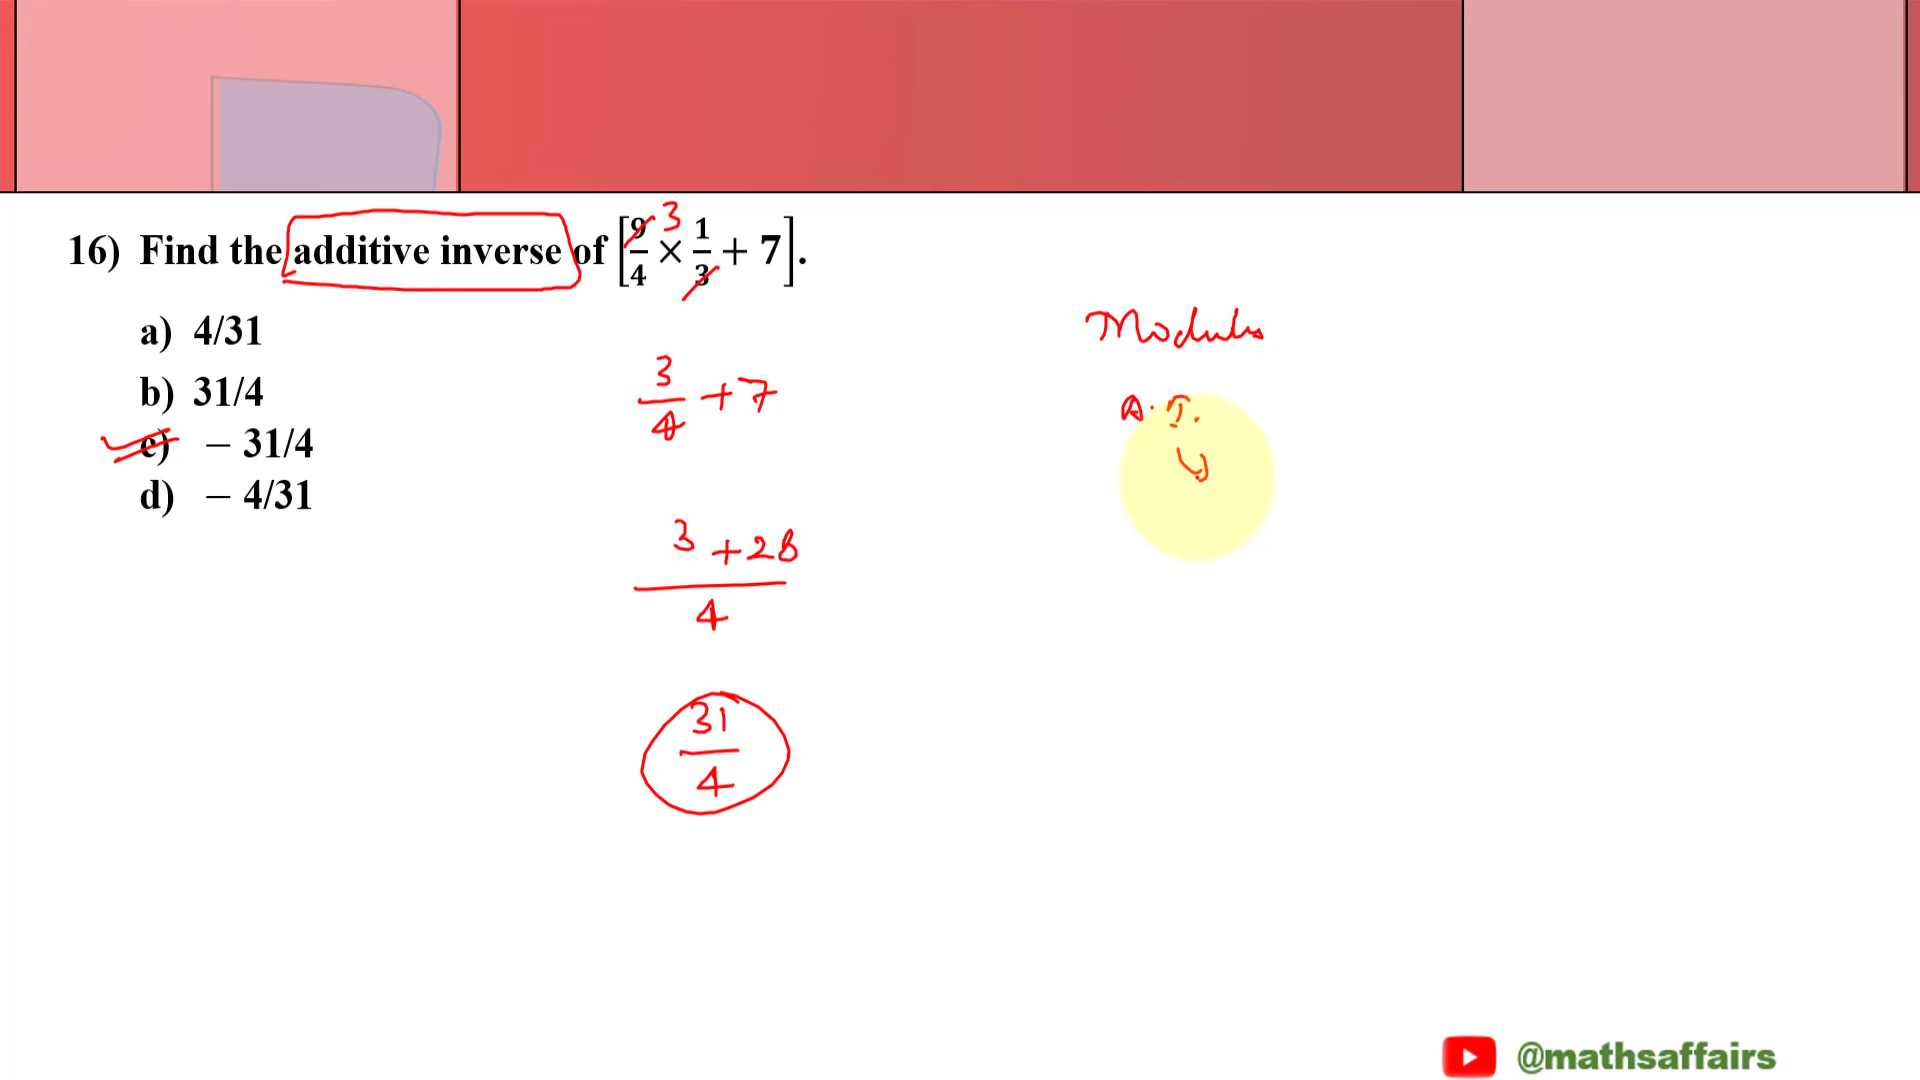 16) Find the additive inverse of [9/4 × 1/3 + 7].
3
a) 4/31
b) 31/4
c) – 31/4
d) – 4/31
3/4 + 7
3 + 28
4
31
4
Modulus
A. I.
@mathsaffairs